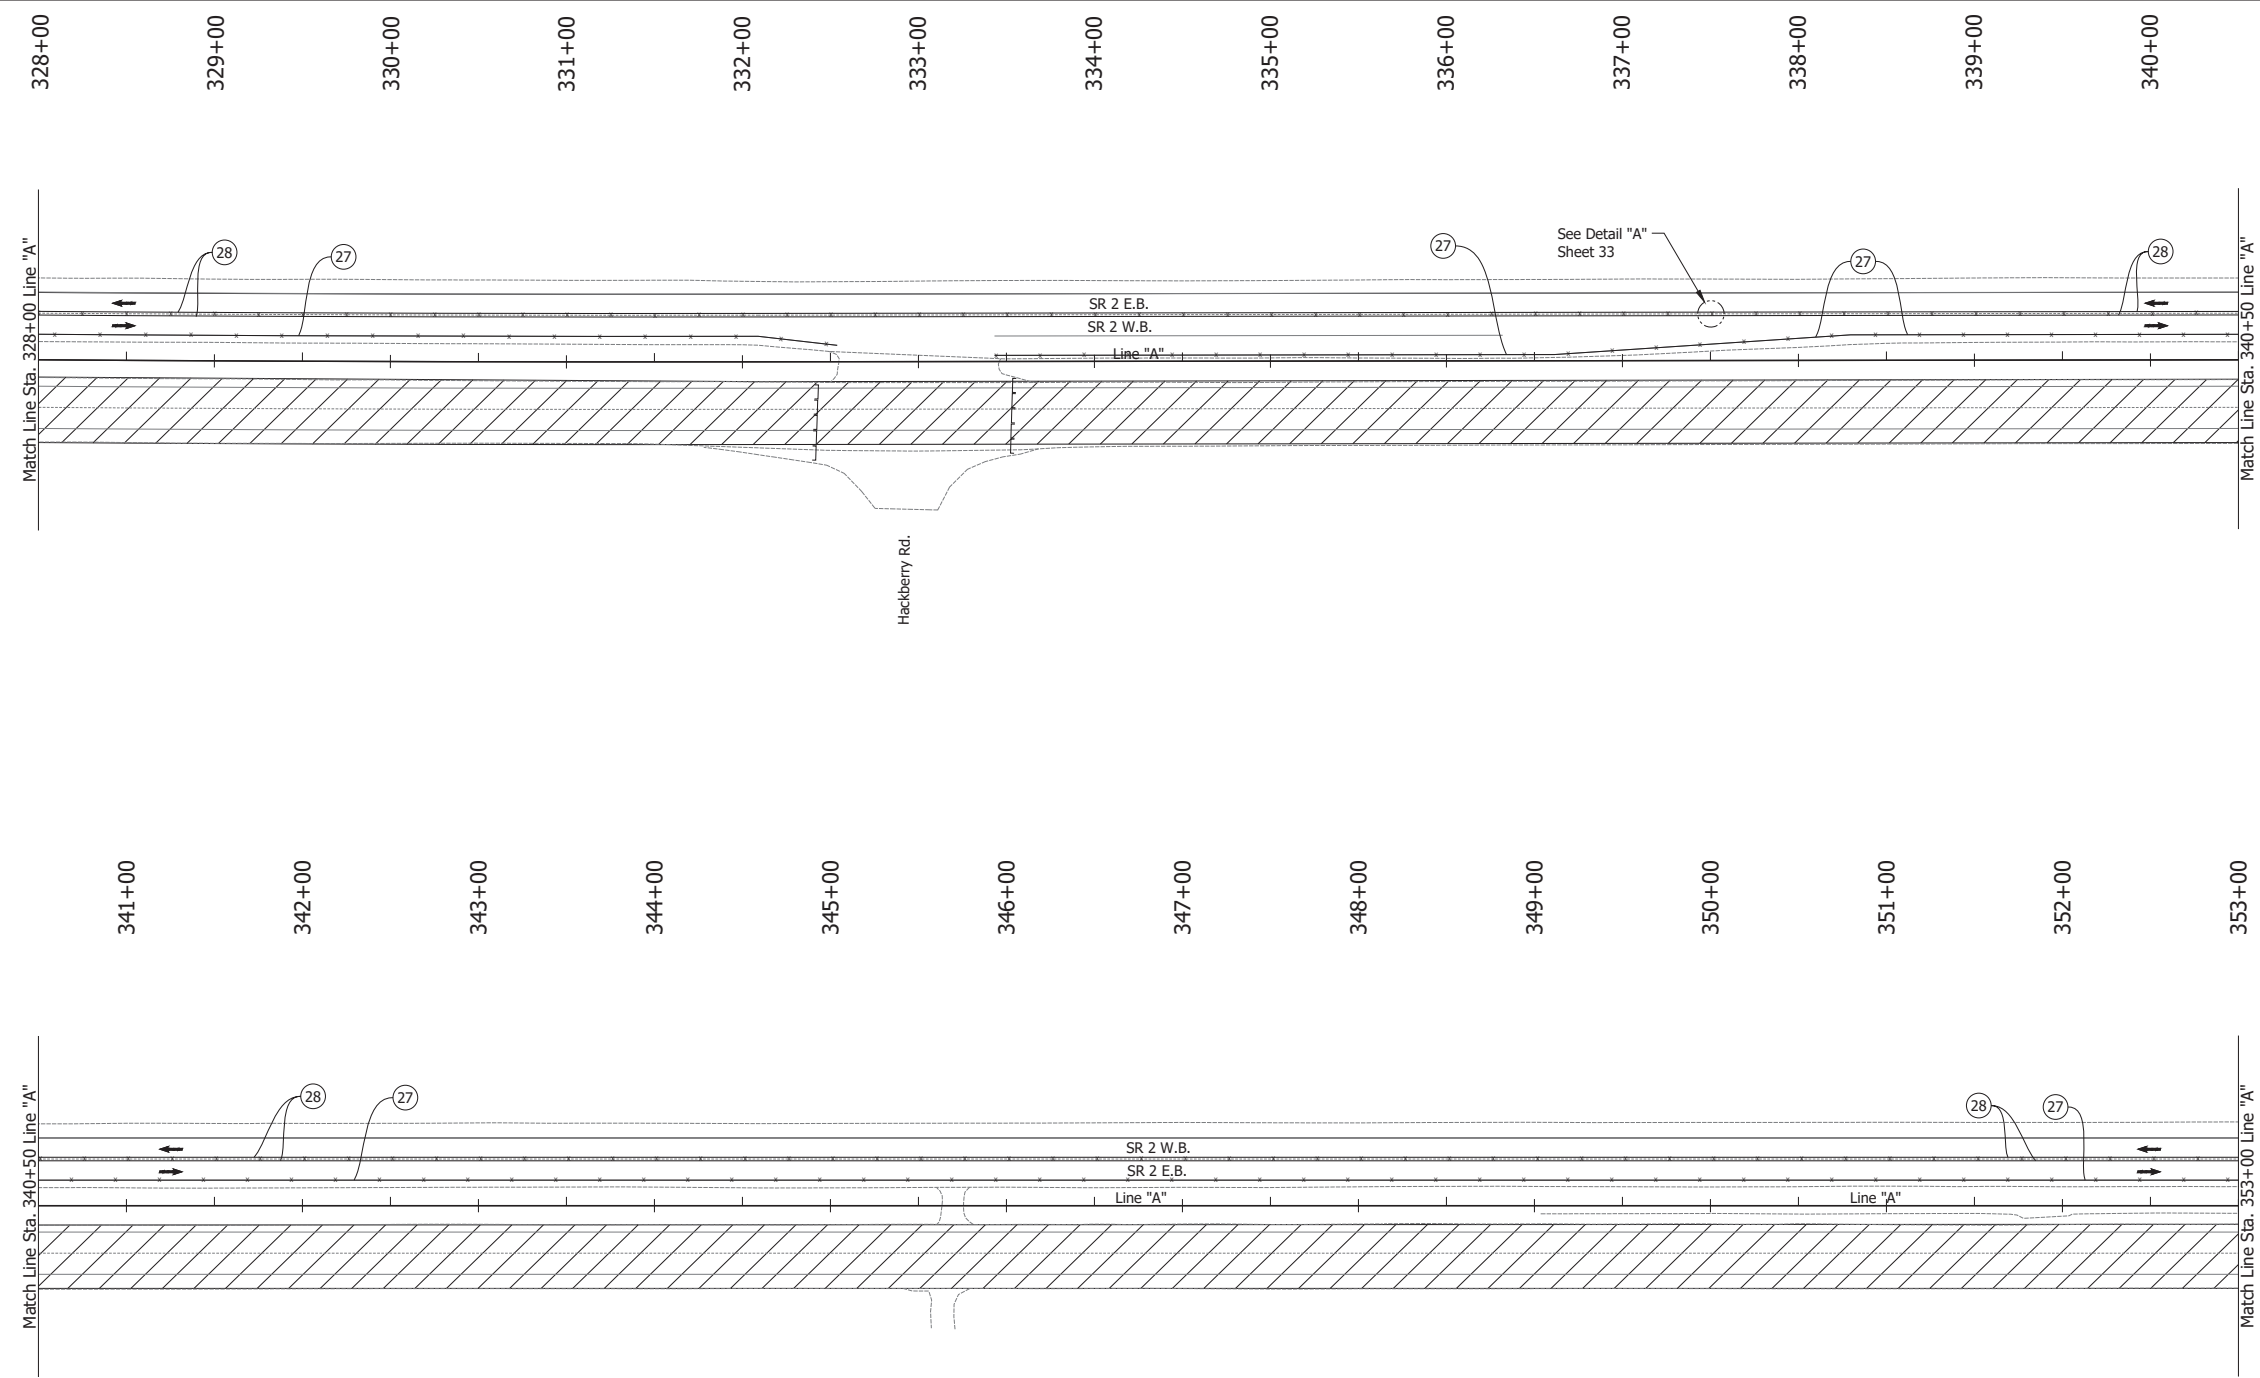 328+00
329+00
330+00
331+00
332+00
333+00
334+00
335+00
336+00
337+00
338+00
339+00
340+00
Match Line Sta. 328+00 Line "A"
28
27
27
See Detail "A"
Sheet 33
27
28
SR 2 E.B.
SR 2 W.B.
Line "A"
Match Line Sta. 340+50 Line "A"
Hackberry Rd.
341+00
342+00
343+00
344+00
345+00
346+00
347+00
348+00
349+00
350+00
351+00
352+00
353+00
Match Line Sta. 340+50 Line "A"
28
27
28
27
SR 2 W.B.
SR 2 E.B.
Line "A"
Line "A"
Match Line Sta. 353+00 Line "A"